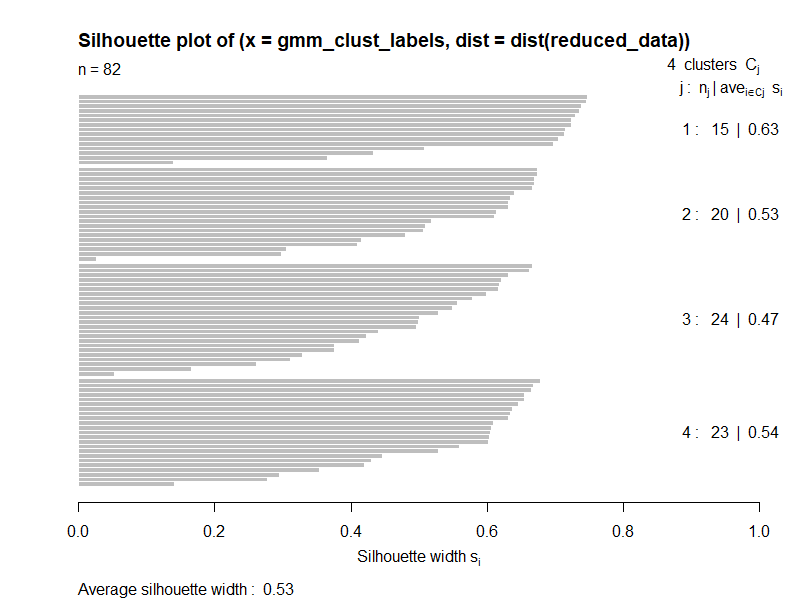 Silhouette plot of (x = gmm_clust_labels, dist = dist(reduced_data))
n = 82
4 clusters Cj
j : nj | avei∈Cj si
1 : 15 | 0.63
2 : 20 | 0.53
3 : 24 | 0.47
4 : 23 | 0.54
0.0 0.2 0.4 0.6 0.8 1.0
Silhouette width si
Average silhouette width : 0.53